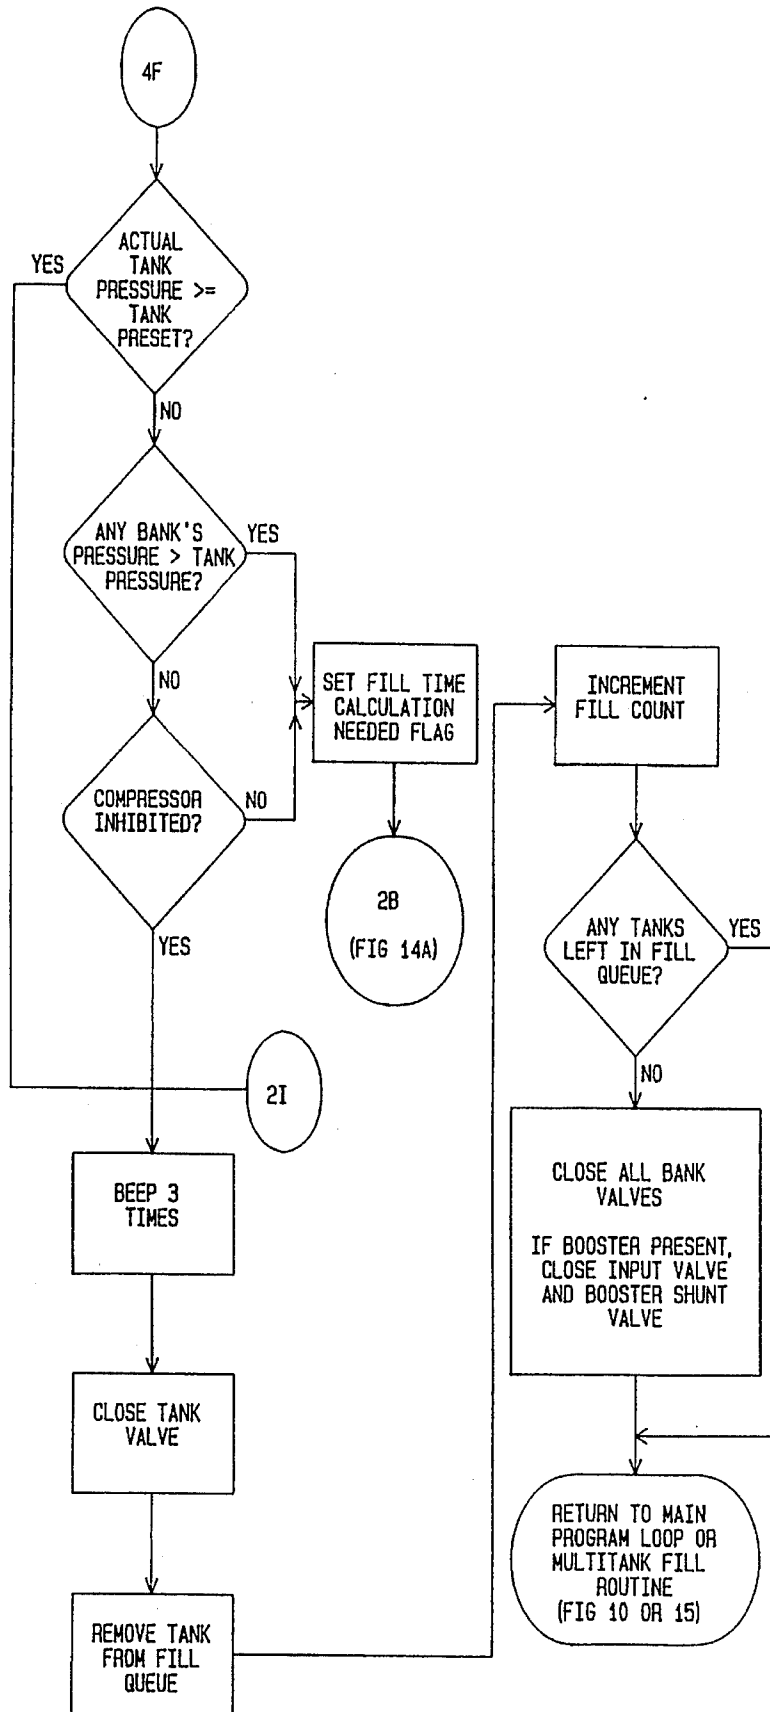 4F
ACTUAL
TANK
PRESSURE >=
TANK
PRESET?
YES
NO
ANY BANK'S
PRESSURE > TANK
PRESSURE?
YES
NO
COMPRESSOR
INHIBITED?
NO
YES
SET FILL TIME
CALCULATION
NEEDED FLAG
2B
(FIG 14A)
2I
BEEP 3
TIMES
CLOSE TANK
VALVE
REMOVE TANK
FROM FILL
QUEUE
INCREMENT
FILL COUNT
ANY TANKS
LEFT IN FILL
QUEUE?
YES
NO
CLOSE ALL BANK
VALVES
IF BOOSTER PRESENT,
CLOSE INPUT VALVE
AND BOOSTER SHUNT
VALVE
RETURN TO MAIN
PROGRAM LOOP OR
MULTITANK FILL
ROUTINE
(FIG 10 OR 15)